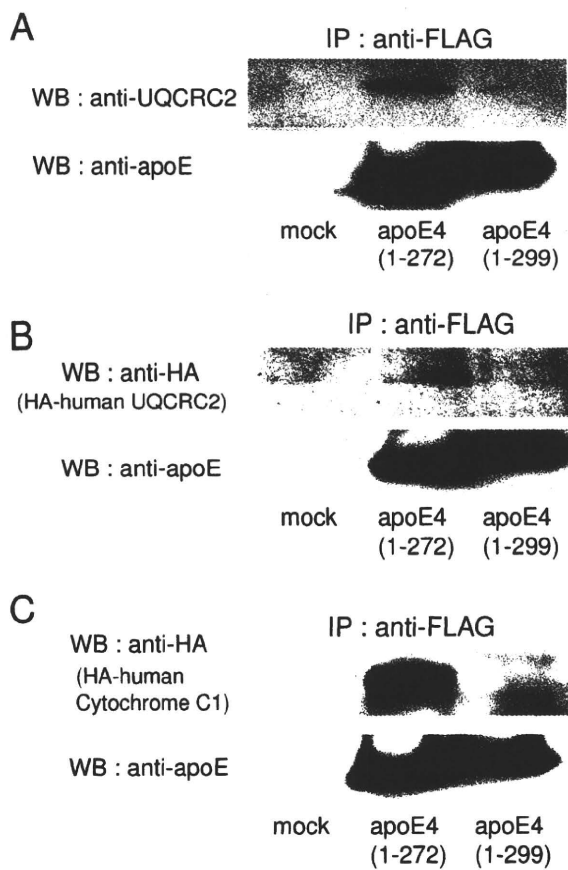 A
IP : anti-FLAG
WB : anti-UQCRC2
WB : anti-apoE
mock apoE4 apoE4
(1-272) (1-299)
B
IP : anti-FLAG
WB : anti-HA
(HA-human UQCRC2)
WB : anti-apoE
mock apoE4 apoE4
(1-272) (1-299)
C
IP : anti-FLAG
WB : anti-HA
(HA-human
Cytochrome C1)
WB : anti-apoE
mock apoE4 apoE4
(1-272) (1-299)